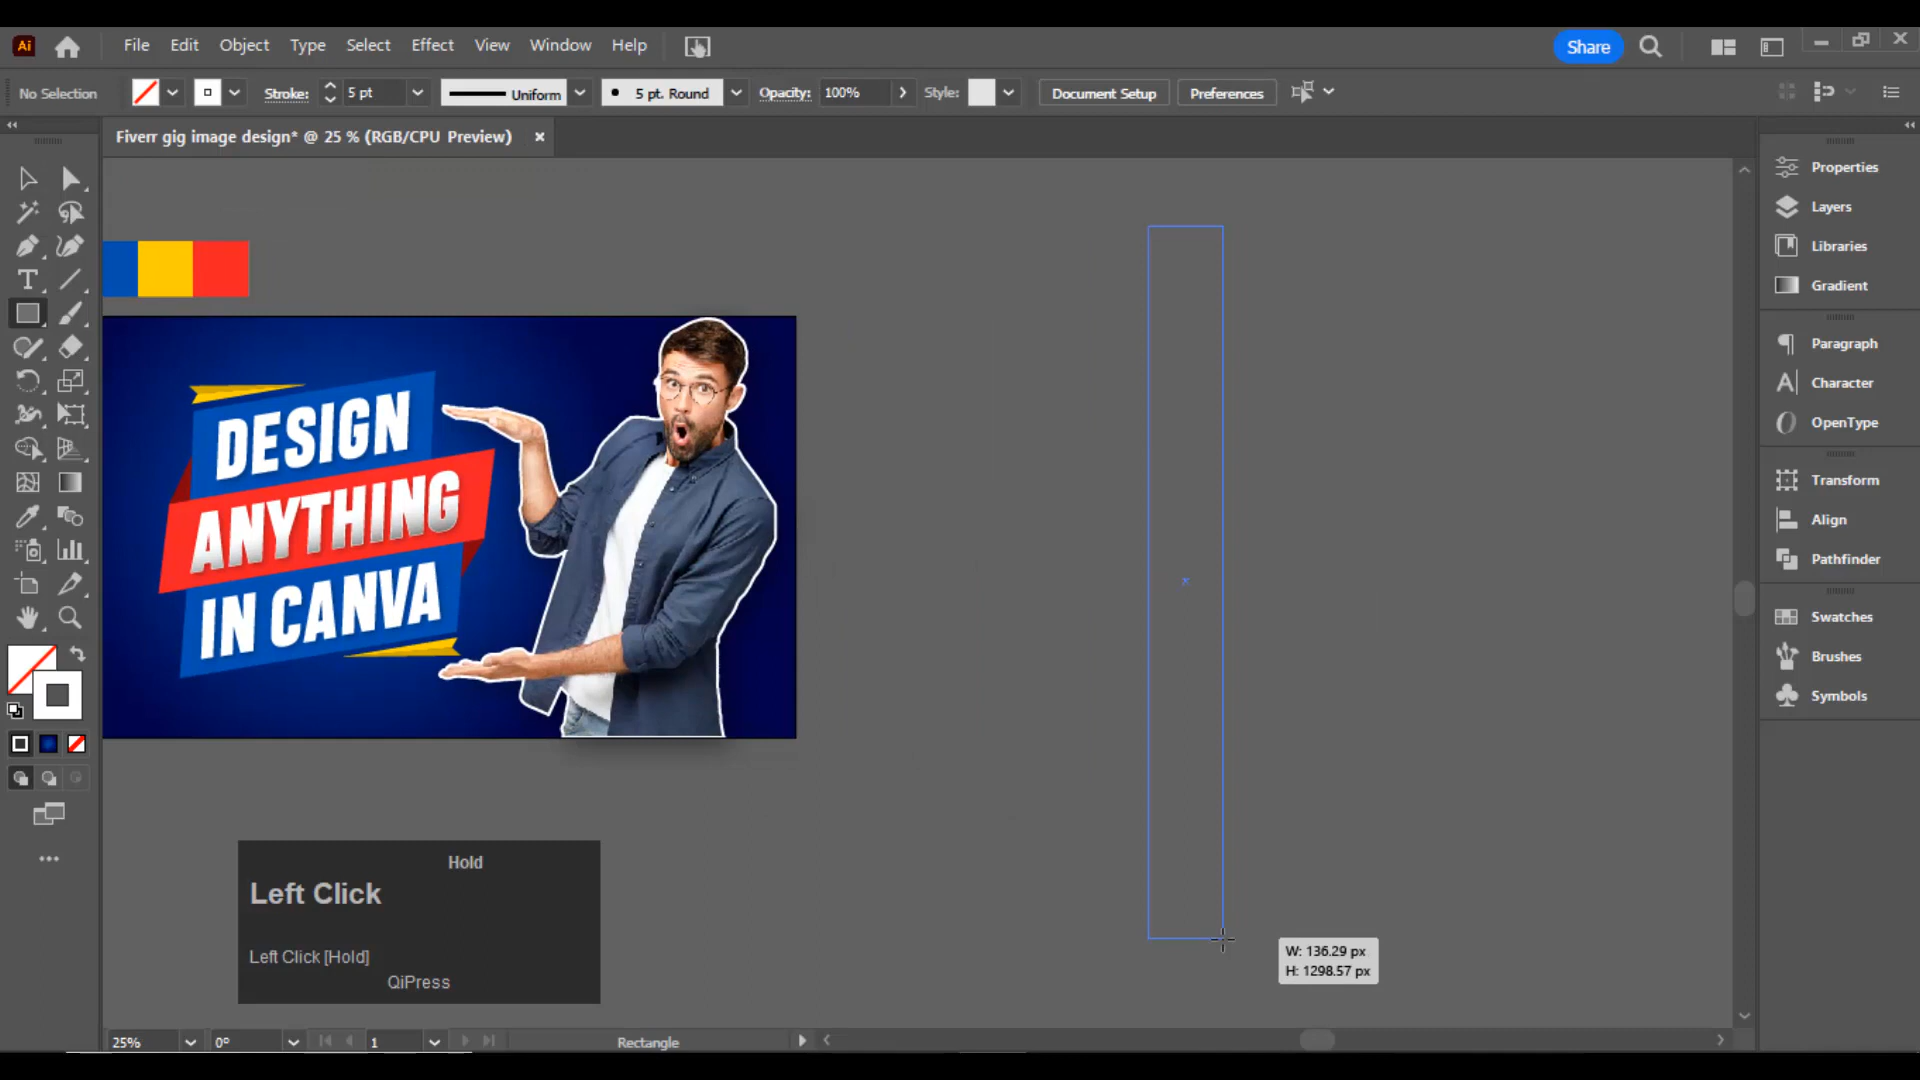 Ai
File Edit Object Type Select Effect View Window Help
Share
No Selection
Stroke: 5 pt
Uniform
5 pt. Round
Opacity: 100%
Style:
Document Setup
Preferences
Fiverr gig image design* @ 25 % (RGB/CPU Preview)
Properties
Layers
Libraries
Gradient
Paragraph
Character
OpenType
Transform
Align
Pathfinder
Swatches
Brushes
Symbols
DESIGN
ANYTHING
IN CANVA
Hold
Left Click
Left Click [Hold]
QiPress
W: 136.29 px
H: 1298.57 px
25% 0° 1 Rectangle